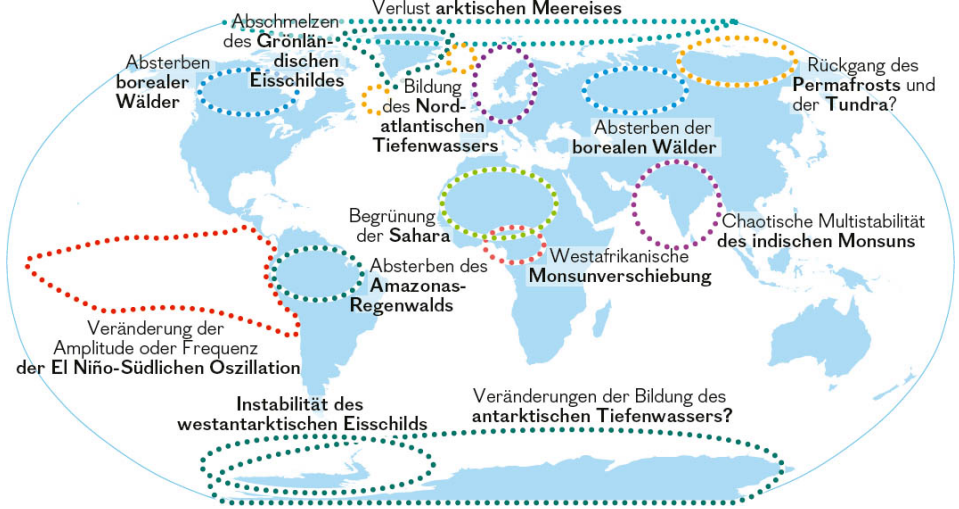 Verlust arktischen Meereises
Abschmelzen
des Grönlän-
dischen
Eisschildes
Absterben
borealer
Wälder
Bildung
des Nord-
atlantischen
Tiefenwassers
Rückgang des
Permafrosts und
der Tundra?
Absterben der
borealen Wälder
Begrünung
der Sahara
Chaotische Multistabilität
des indischen Monsuns
Westafrikanische
Monsunverschiebung
Absterben des
Amazonas-
Regenwalds
Veränderung der
Amplitude oder Frequenz
der El Niño-Südlichen Oszillation
Instabilität des
westantarktischen Eisschilds
Veränderungen der Bildung des
antarktischen Tiefenwassers?